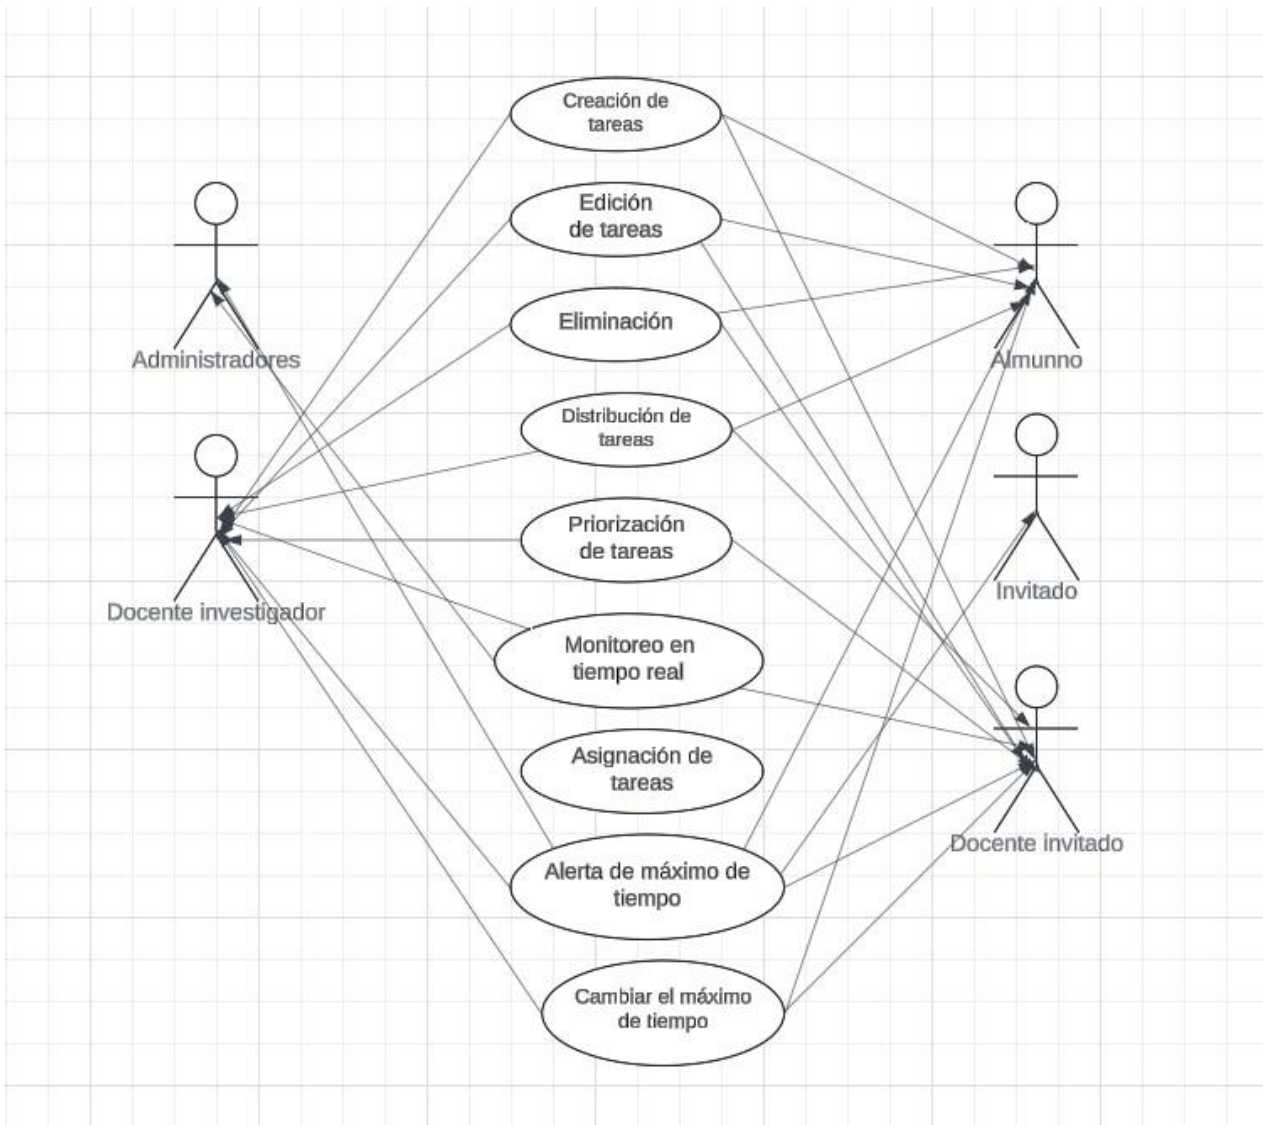 Creación de
tareas
Edición
de tareas
Eliminación
Administradores
Almunno
Distribución de
tareas
Priorización
de tareas
Invitado
Docente investigador
Monitoreo en
tiempo real
Asignación de
tareas
Docente invitado
Alerta de máximo de
tiempo
Cambiar el máximo
de tiempo